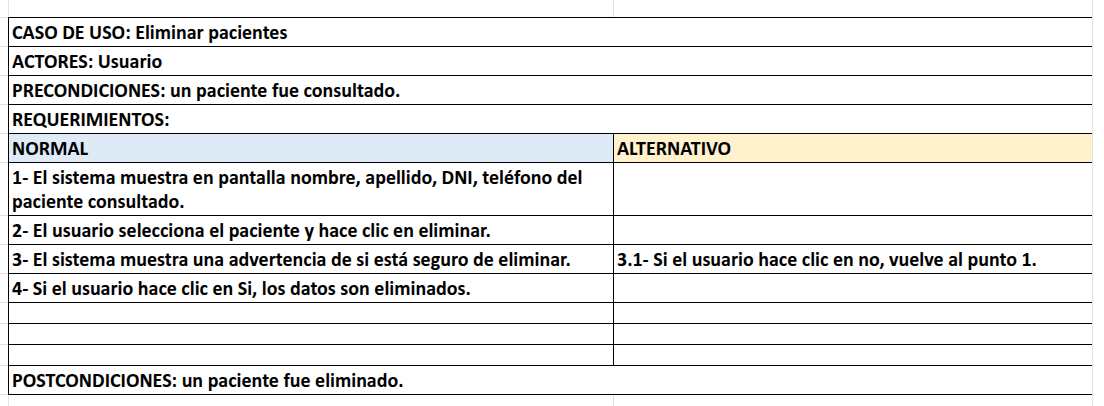 CASO DE USO: Eliminar pacientes
ACTORES: Usuario
PRECONDICIONES: un paciente fue consultado.
REQUERIMIENTOS:
NORMAL
ALTERNATIVO
1- El sistema muestra en pantalla nombre, apellido, DNI, teléfono del
paciente consultado.
2- El usuario selecciona el paciente y hace clic en eliminar.
3- El sistema muestra una advertencia de si está seguro de eliminar.
3.1- Si el usuario hace clic en no, vuelve al punto 1.
4- Si el usuario hace clic en Si, los datos son eliminados.
POSTCONDICIONES: un paciente fue eliminado.